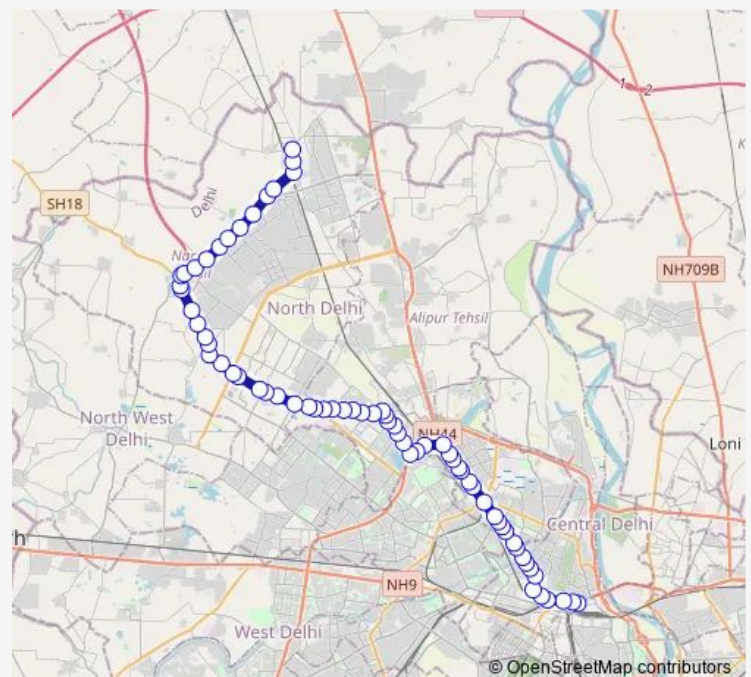 1
2
K
SH18
Delhi
NH709B
North Delhi
Alipur Tehsil
North West
Delhi
NH44
Loni
Central Delhi
NH9
West Delhi
© OpenStreetMap contributors